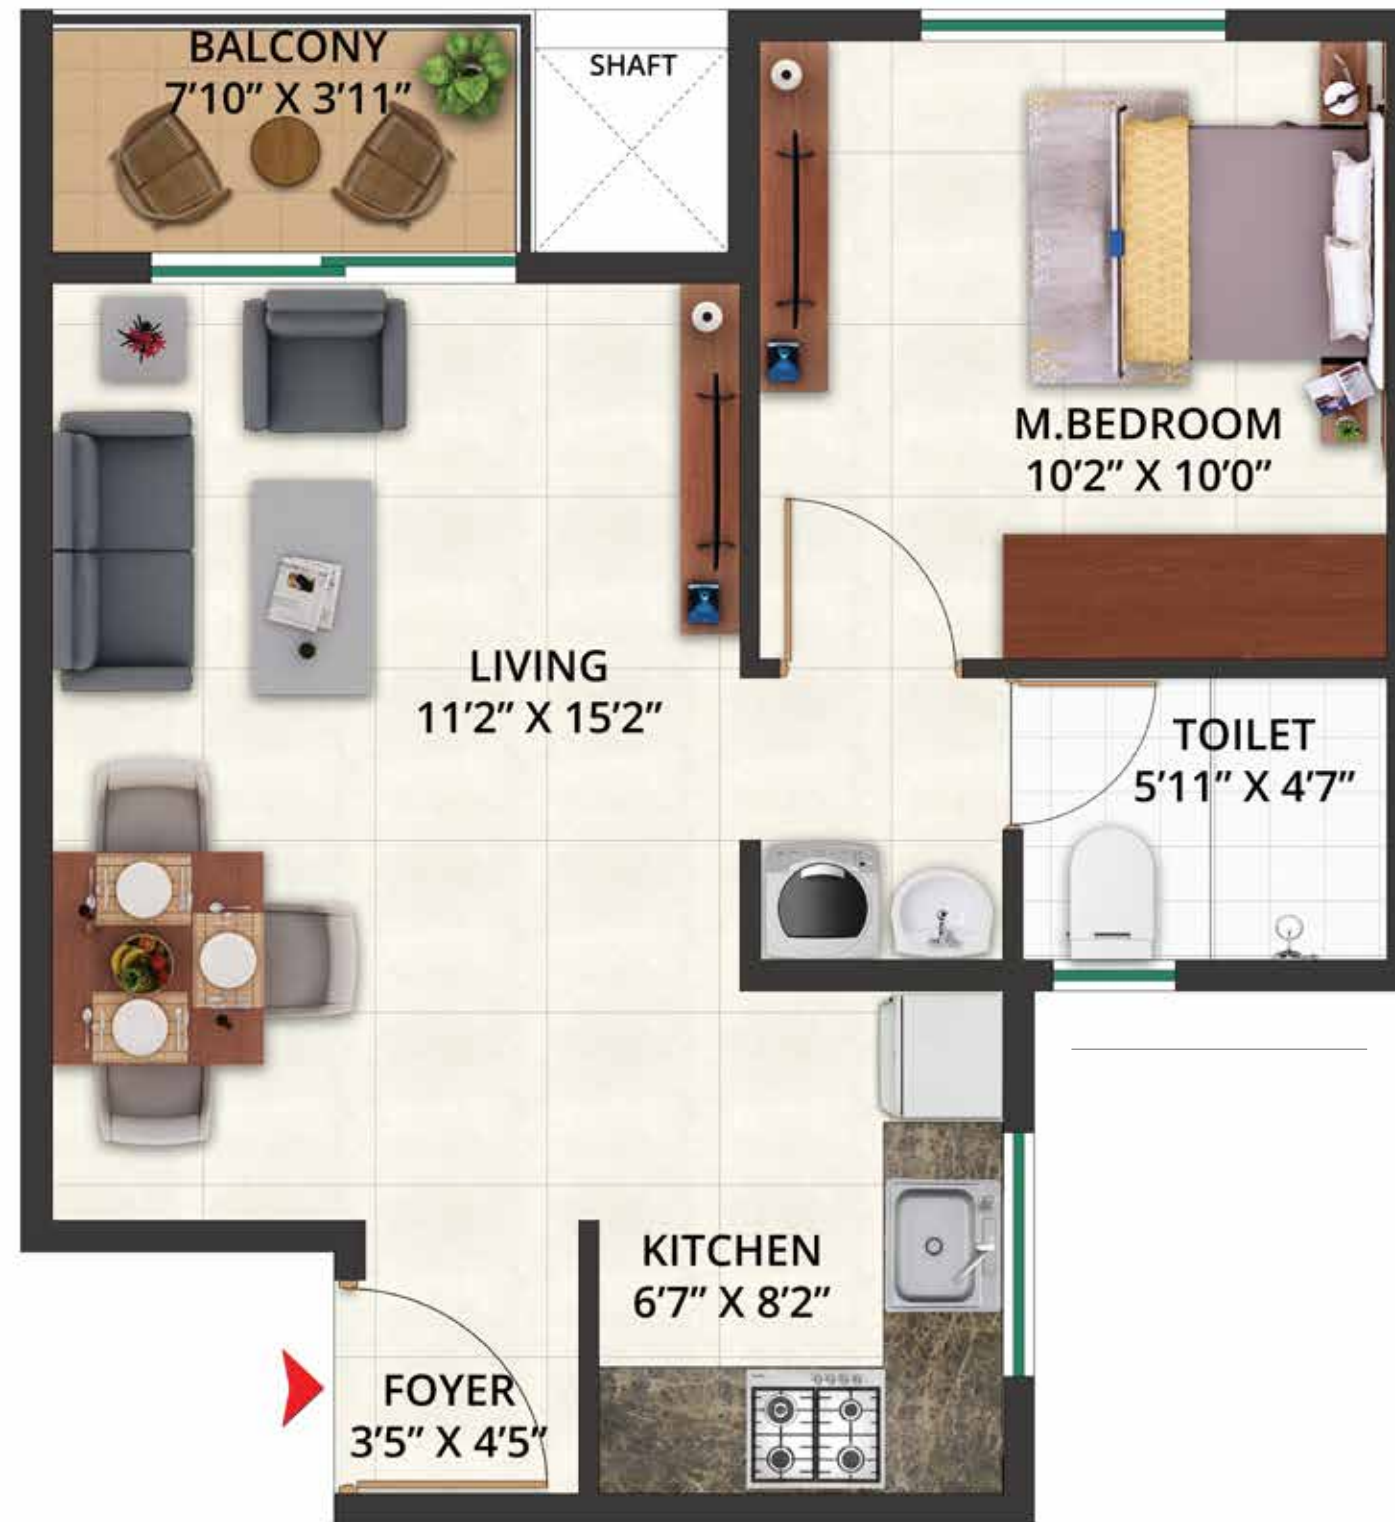 BALCONY
7'10” X 3'11”
SHAFT
M.BEDROOM
10'2” X 10'0”
LIVING
11'2” X 15'2”
TOILET
5'11” X 4'7”
KITCHEN
6'7” X 8'2”
FOYER
3'5” X 4'5”